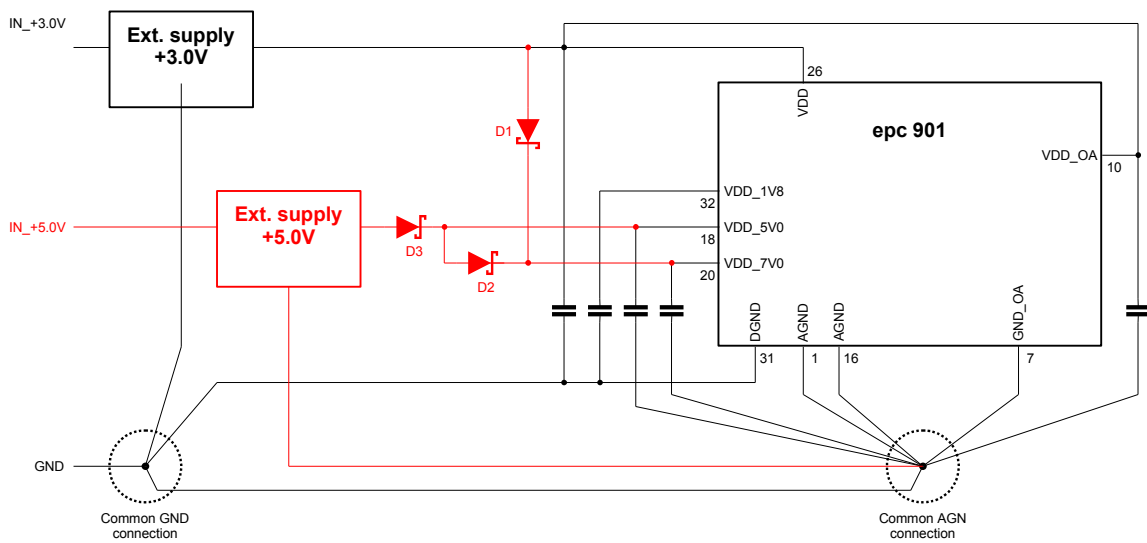 IN_+3.0V
Ext. supply
+3.0V
26
VDD
D1
epc 901
VDD_OA
10
VDD_1V8
32
IN_+5.0V
Ext. supply
+5.0V
D3
VDD_5V0
18
D2
VDD_7V0
20
DGND
AGND
AGND
GND_OA
31
1
16
7
GND
Common GND
connection
Common AGN
connection